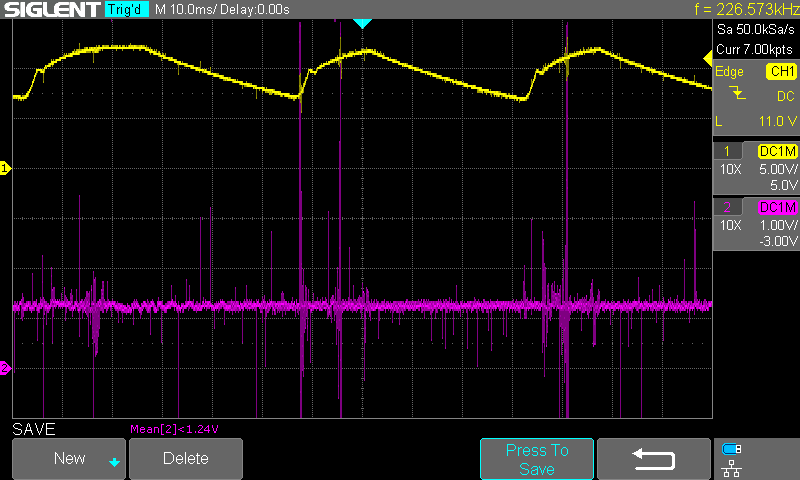 SIGLENT Trig'd M 10.0ms/ Delay:0.00s f = 226.573kHz
Sa 50.0kSa/s
Curr 7.00kpts
Edge CH1
DC
L 11.0 V
1 DC1M
10X 5.00V/
5.0V
2 DC1M
10X 1.00V/
-3.00V
1
2
SAVE Mean[2]<1.24V
New Delete Press To
Save